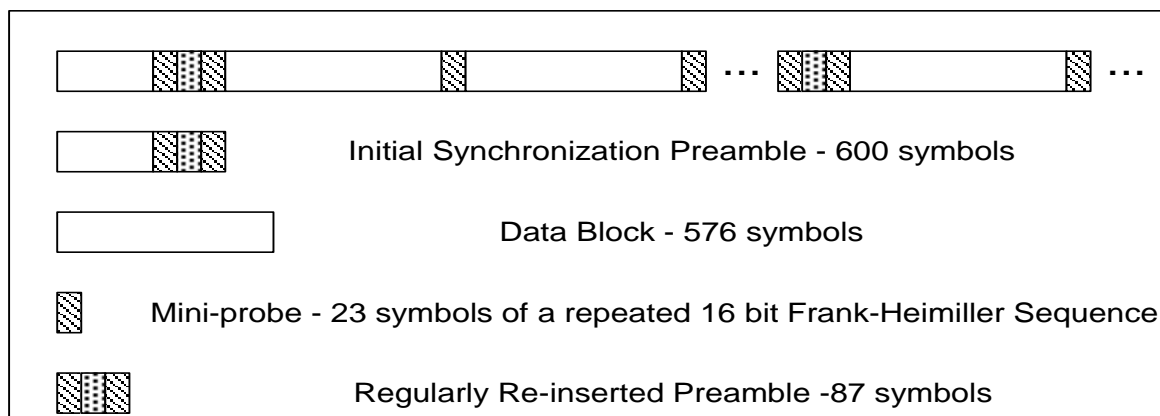 ... ...
Initial Synchronization Preamble - 600 symbols
Data Block - 576 symbols
Mini-probe - 23 symbols of a repeated 16 bit Frank-Heimiller Sequence
Regularly Re-inserted Preamble -87 symbols